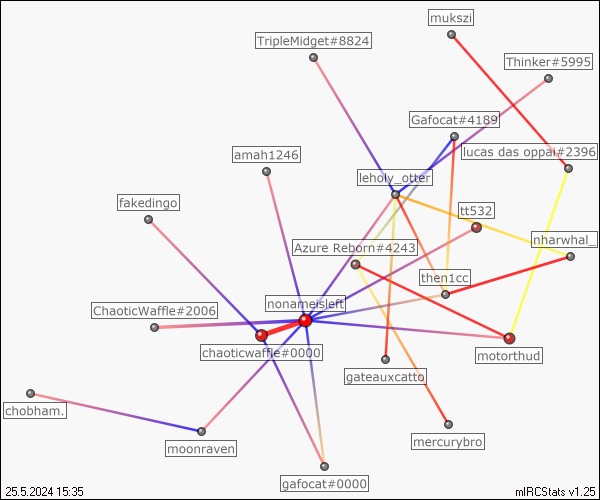 mukszi
TripleMidget#8824
Thinker#5995
Gafocat#4189
lucas das oppai#2396
amah1246
leholy_otter
fakedingo
tt532
nharwhal_
Azure Reborn#4243
then1cc
nonameisleft
ChaoticWaffle#2006
chaoticwaffle#0000
motorthud
gateauxcatto
chobham.
mercurybro
moonraven
gafocat#0000
25.5.2024 15:35
mIRCStats v1.25